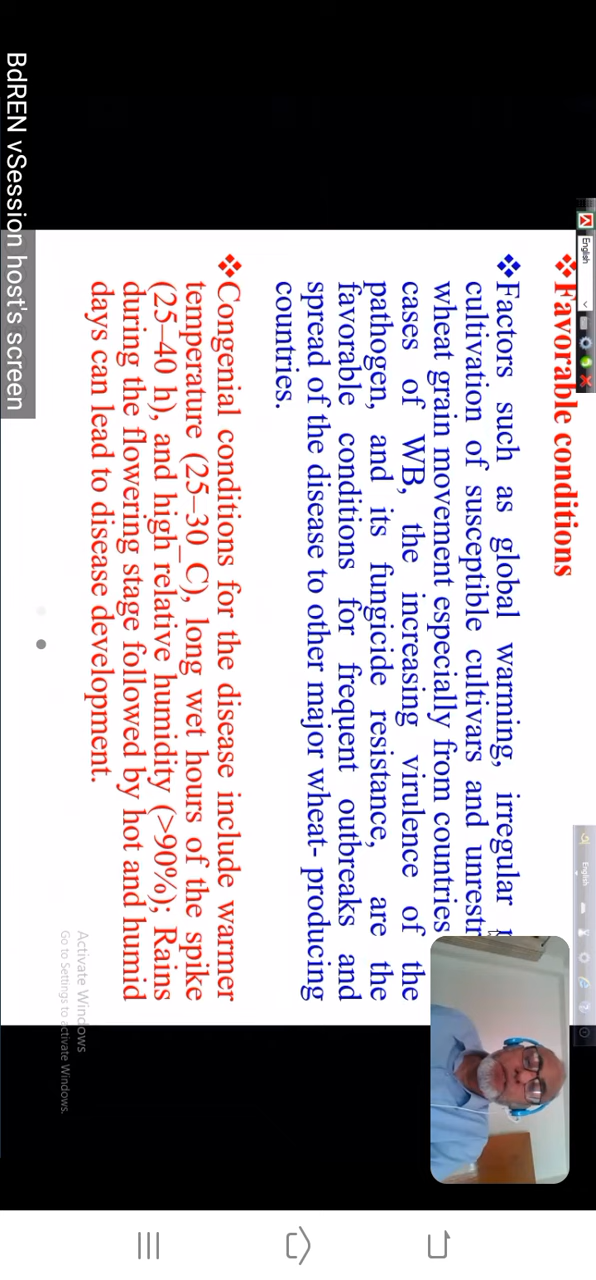 English
❖Favorable conditions
❖Factors such as global warming, irregular
cultivation of susceptible cultivars and
wheat grain movement especially from countries
cases of WB, the increasing virulence of the
pathogen, and its fungicide resistance, are the
favorable conditions for frequent outbreaks and
spread of the disease to other major wheat- producing
countries.
❖Congenial conditions for the disease include warmer
temperature (25–30_C), long wet hours of the spike
(25–40 h), and high relative humidity (>90%); Rains
during the flowering stage followed by hot and humid
days can lead to disease development.
English
Activate Windows
Go to Settings to activate Windows.
BdREN vSession host's screen